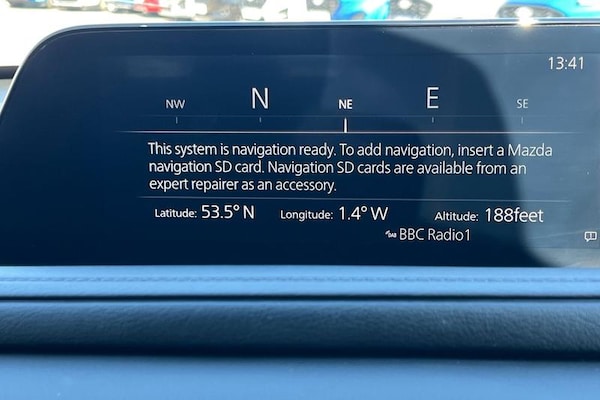 13:41
NW N NE E SE
This system is navigation ready. To add navigation, insert a Mazda
navigation SD card. Navigation SD cards are available from an
expert repairer as an accessory.
Latitude: 53.5° N Longitude: 1.4° W Altitude: 188feet
DAB BBC Radio1